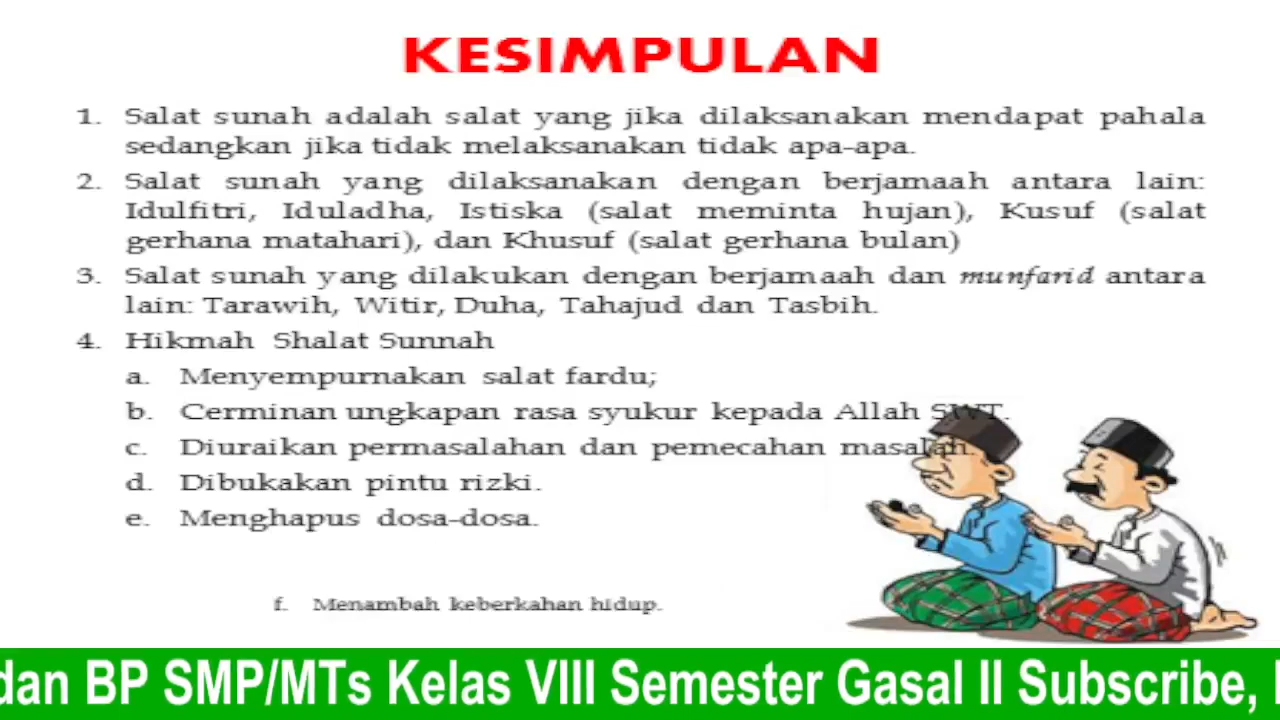 KESIMPULAN
1. Salat sunah adalah salat yang jika dilaksanakan mendapat pahala
sedangkan jika tidak melaksanakan tidak apa-apa.
2. Salat sunah yang dilaksanakan dengan berjamaah antara lain:
Idulfitri, Iduladha, Istiska (salat meminta hujan), Kusuf (salat
gerhana matahari), dan Khusuf (salat gerhana bulan)
3. Salat sunah yang dilakukan dengan berjamaah dan munfarid antara
lain: Tarawih, Witir, Duha, Tahajud dan Tasbih.
4. Hikmah Shalat Sunnah
a. Menyempurnakan salat fardu;
b. Cerminan ungkapan rasa syukur kepada Allah SWT.
c. Diuraikan permasalahan dan pemecahan masalah.
d. Dibukakan pintu rizki.
e. Menghapus dosa-dosa.
f. Menambah keberkahan hidup.
dan BP SMP/MTs Kelas VIII Semester Gasal II Subscribe,